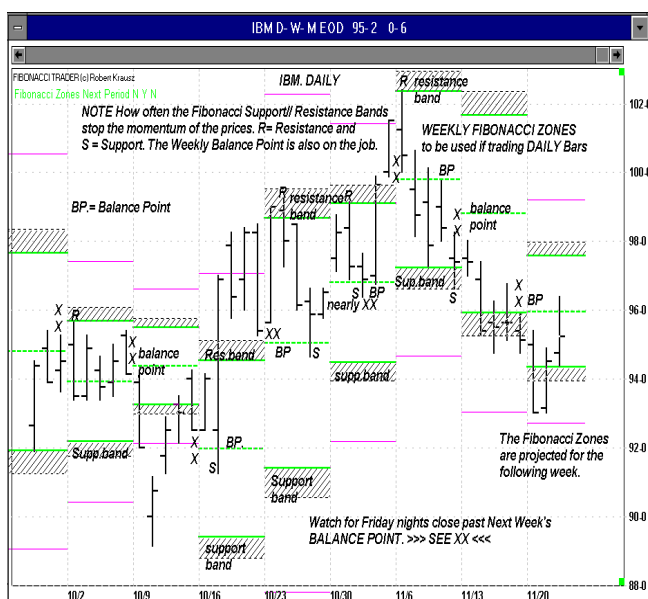 IBM D-W-M EOD 95-2 0-6
FIBONACCI TRADER (c) Robert Krausz
IBM. DAILY
Fibonacci Zones Next Period N Y N
R resistance
band
NOTE How often the Fibonacci Support// Resistance Bands
stop the momentum of the prices. R= Resistance and
S = Support. The Weekly Balance Point is also on the job.
102-0
WEEKLY FIBONACCI ZONES
to be used if trading DAILY Bars
X
X
BP
100-0
BP.= Balance Point
R
resistance
band
R
X
X
balance
point
98-0
Sup.band
S
BP
S
nearly XX
X
X
BP
96-0
X
X
R
X
X
balance
point
Res.band
XX
BP
S
supp.band
94-0
Supp.band
X
X
S
BP.
92-0
The Fibonacci Zones
are projected for the
following week.
Support
band
90-0
Watch for Friday nights close past Next Week's
BALANCE POINT. >>> SEE XX <<<
support
band
88-0
10/2 10/9 10/16 10/23 10/30 11/6 11/13 11/20